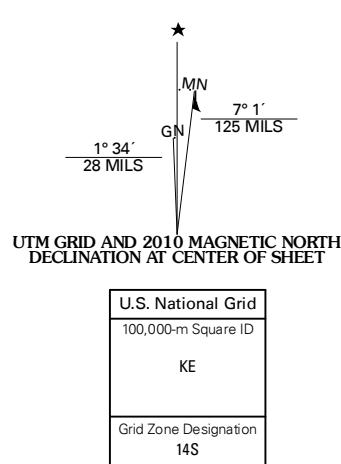 MN
GN
7° 1´
125 MILS
1° 34´
28 MILS
UTM GRID AND 2010 MAGNETIC NORTH
DECLINATION AT CENTER OF SHEET
U.S. National Grid
100,000-m Square ID
KE
Grid Zone Designation
14S